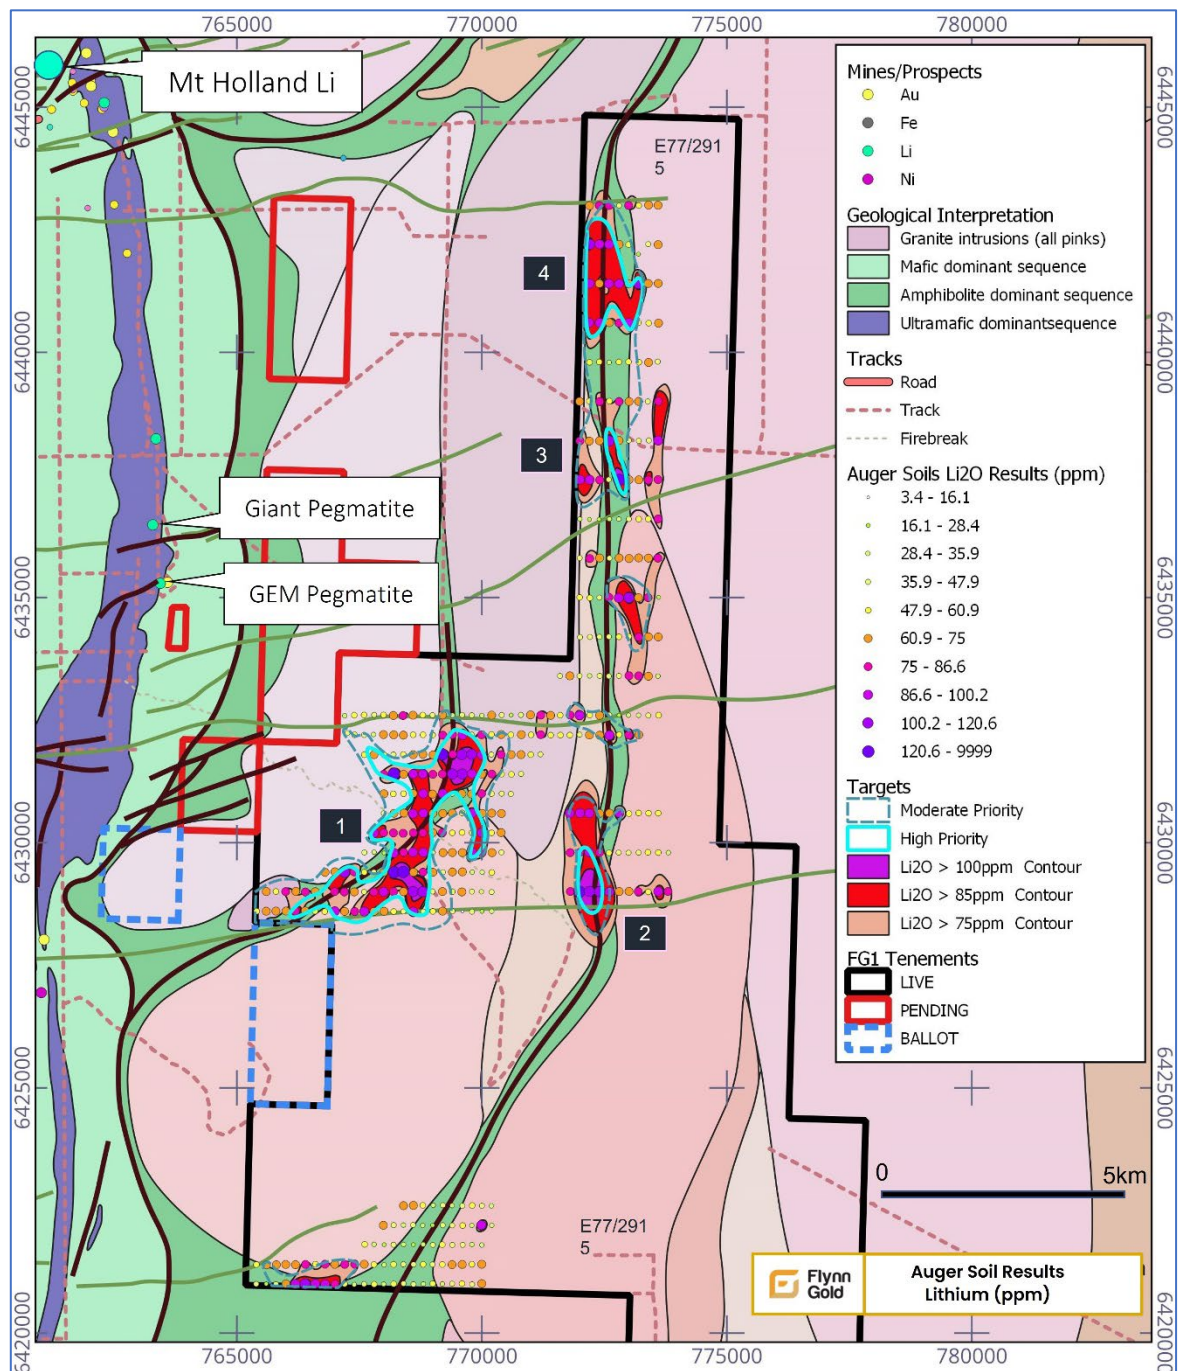 765000
770000
775000
780000
6445000
6440000
6435000
6430000
6425000
6420000
6445000
6440000
6435000
6430000
6425000
6420000
Mt Holland Li
Giant Pegmatite
GEM Pegmatite
E77/291
5
4
3
1
2
E77/291
5
Mines/Prospects
Au
Fe
Li
Ni
Geological Interpretation
Granite intrusions (all pinks)
Mafic dominant sequence
Amphibolite dominant sequence
Ultramafic dominantsequence
Tracks
Road
Track
Firebreak
Auger Soils Li2O Results (ppm)
3.4 - 16.1
16.1 - 28.4
28.4 - 35.9
35.9 - 47.9
47.9 - 60.9
60.9 - 75
75 - 86.6
86.6 - 100.2
100.2 - 120.6
120.6 - 9999
Targets
Moderate Priority
High Priority
Li2O > 100ppm Contour
Li2O > 85ppm Contour
Li2O > 75ppm Contour
FG1 Tenements
LIVE
PENDING
BALLOT
0
5km
Flynn
Gold
Auger Soil Results
Lithium (ppm)
765000
770000
775000
780000